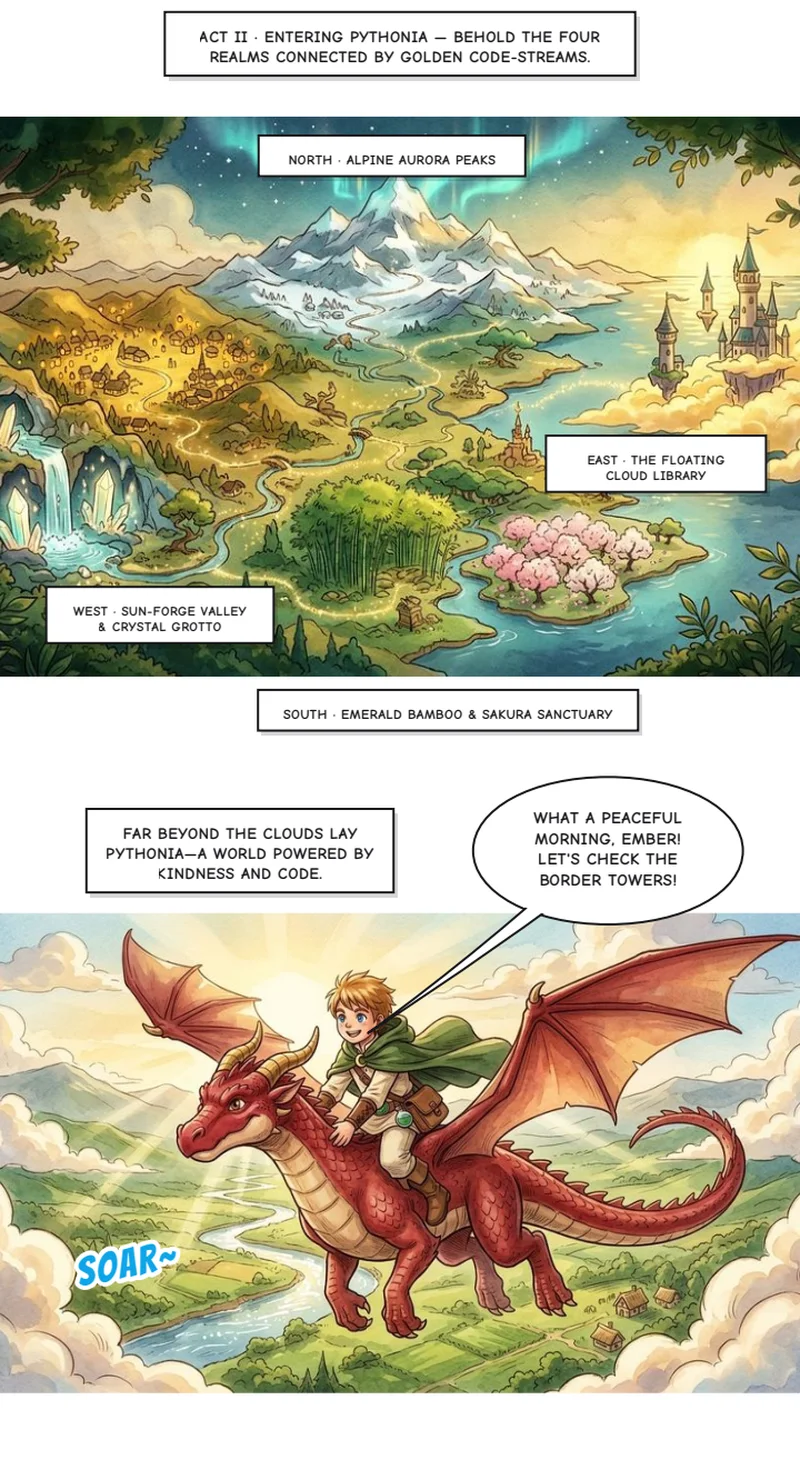 ACT II · ENTERING PYTHONIA — BEHOLD THE FOUR
REALMS CONNECTED BY GOLDEN CODE-STREAMS.
NORTH · ALPINE AURORA PEAKS
EAST · THE FLOATING
CLOUD LIBRARY
WEST · SUN-FORGE VALLEY
& CRYSTAL GROTTO
SOUTH · EMERALD BAMBOO & SAKURA SANCTUARY
FAR BEYOND THE CLOUDS LAY
PYTHONIA—A WORLD POWERED BY
KINDNESS AND CODE.
WHAT A PEACEFUL
MORNING, EMBER!
LET'S CHECK THE
BORDER TOWERS!
SOAR~